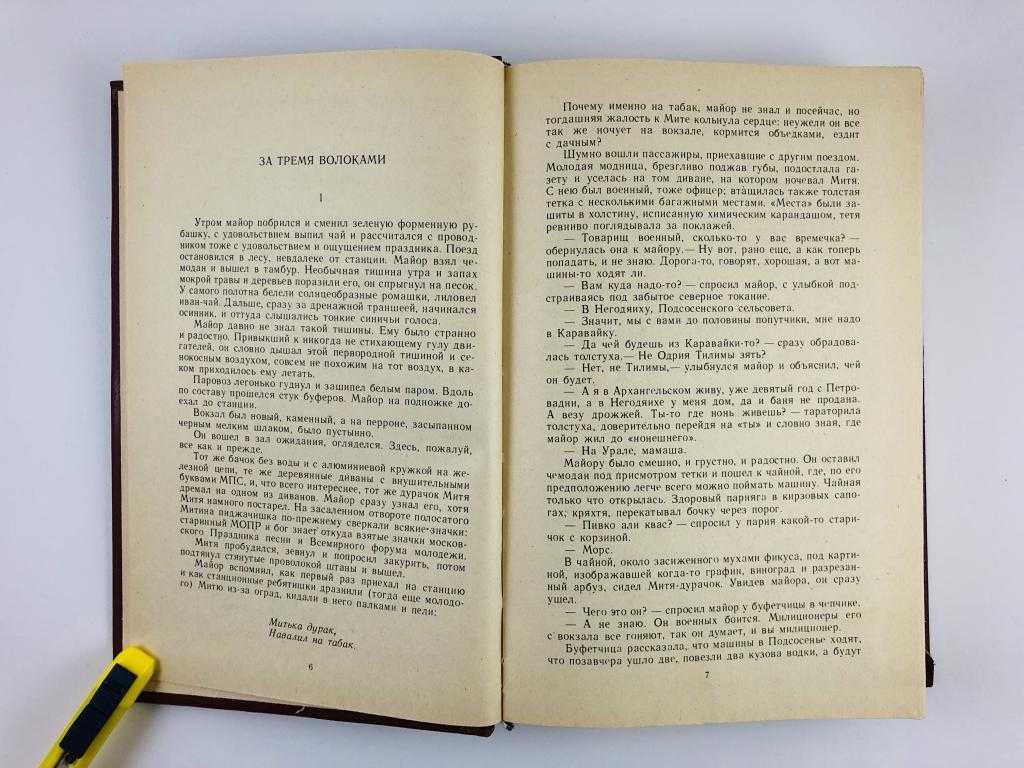 ЗА ТРЕМЯ ВОЛОКАМИ
I
Утром майор побрился и сменил зеленую форменную ру-
башку, с удовольствием выпил чай и рассчитался с провод-
ником тоже с удовольствием и ощущением праздника. Поезд
остановился в лесу, невдалеке от станции. Майор взял че-
модан и вышел в тамбур. Необычная тишина утра и запах
мокрой травы и деревьев поразили его, он спрыгнул на песок.
У самого полотна белели солнцеобразные ромашки, лиловел
иван-чай. Дальше, сразу за дренажной траншеей, начинался
осинник, и оттуда слышались тонкие синичьи голоса.
Майор давно не знал такой тишины. Ему было странно
и радостно. Привыкший к никогда не стихающему гулу дви-
жения, он словно дышал этой первородной тишиной и се-
нокосным воздухом, совсем не похожим на тот воздух, в ка-
ком приходилось ему летать.
Паровоз легонько гуднул и зашипел белым паром. Вдоль
по составу прошелся стук буферов. Майор на подножке до-
ехал до станции.
Вокзал был новый, каменный, а на перроне, засыпанном
черным мелким шлаком, было пустынно.
Он вошел в зал ожидания, огляделся. Здесь, пожалуй,
все как и прежде.
Тот же бачок без воды и с алюминиевой кружкой на же-
лезной цепи, те же деревянные диваны с внушительными
буквами МПС, и, что всего интереснее, тот же дурачок Митя
дремал на одном из диванов. Майор сразу узнал его, хотя
Митя намного постарел. На засаленном отвороте полосатого
Митина пиджачишка по-прежнему сверкали всякие значки:
старинный МОПР и бог знает откуда взятые значки москов-
ского Праздника песни и Всемирного форума молодежи.
Митя пробудился, зевнул и попросил закурить, потом
подтянул стянутые проволокой штаны и вышел.
Майор вспомнил, как первый раз приехал на станцию
и как станционные ребятишки дразнили (тогда еще молодо-
го) Митю из-за оград, кидали в него палками и пели:
Митька дурак,
Навалил на табак.
6
Почему именно на табак, майор не знал и посейчас, но
тогдашняя жалость к Мите кольнула сердце: неужели он все
так же ночует на вокзале, кормится объедками, ездит
с дачным?
Шумно вошли пассажиры, приехавшие с другим поездом.
Молодая модница, брезгливо поджав губы, подостлала га-
зету и уселась на том диване, на котором ночевал Митя.
С нею был военный, тоже офицер; втащилась также толстая
тетка с несколькими багажными местами. «Места» были за-
шиты в холстину, исписанную химическим карандашом, тетя
ревниво поглядывала за поклажей.
— Товарищ военный, сколько-то у вас времечка? —
обернулась она к майору.— Ну вот, рано еще, а как топерь
попадать, и не знаю. Дорога-то, говорят, хорошая, а вот ма-
шины-то ходят ли.
— Вам куда надо-то? — спросил майор, с улыбкой под-
страиваясь под забытое северное токание.
— В Негодяиху, Подсосенского сельсовета.
— Значит, мы с вами до половины попутчики, мне надо
в Каравайку.
— Да чей будешь из Каравайки-то? — сразу обрадова-
лась толстуха.— Не Одрия Тилимы зять?
— Нет, не Тилимы,— улыбнулся майор и объяснил, чей
он будет.
— А я в Архангельском живу, уже девятый год с Петро-
вадни, а в Негодяихе у меня дом, да и баня не продана.
А везу дрожжей. Ты-то где нонь живешь? — тараторила
толстуха, доверительно перейдя на «ты» и словно зная, где
майор жил до «нонешнего».
— На Урале, мамаша.
Майору было смешно, и грустно, и радостно. Он оставил
чемодан под присмотром тетки и пошел к чайной, где, по его
предположению легче всего можно поймать машину. Чайная
только что открылась. Здоровый парняга в кирзовых сапо-
гах, кряхтя, перекатывал бочку через порог.
— Пивко али квас? — спросил у парня какой-то стари-
чок с корзиной.
— Морс.
В чайной, около засиженного мухами фикуса, под карти-
ной, изображавшей когда-то графин, виноград и разрезан-
ный арбуз, сидел Митя-дурачок. Увидев майора, он сразу
ушел.
— Чего это он? — спросил майор у буфетчицы в чепчике.
— А не знаю. Он военных боится. Милиционеры его
с вокзала все гоняют, так он думает, и вы милиционер.
Буфетчица рассказала, что машины в Подсосенье ходят,
что позавчера ушло две, повезли два кузова водки, а будут
7